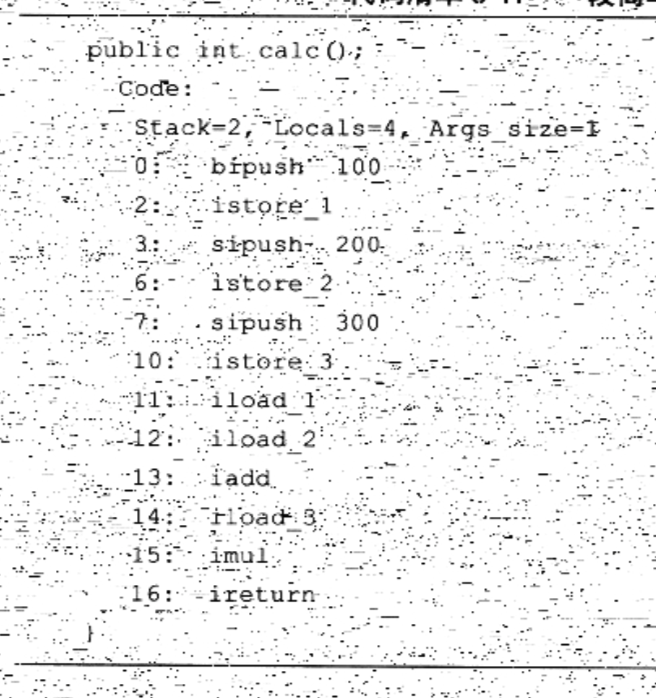 public int calc();
Code:
Stack=2, Locals=4, Args_size=1
0: bipush 100
2: istore_1
3: sipush 200
6: istore_2
7: sipush 300
10: istore_3
11: iload_1
12: iload_2
13: iadd
14: iload_3
15: imul
16: ireturn
}